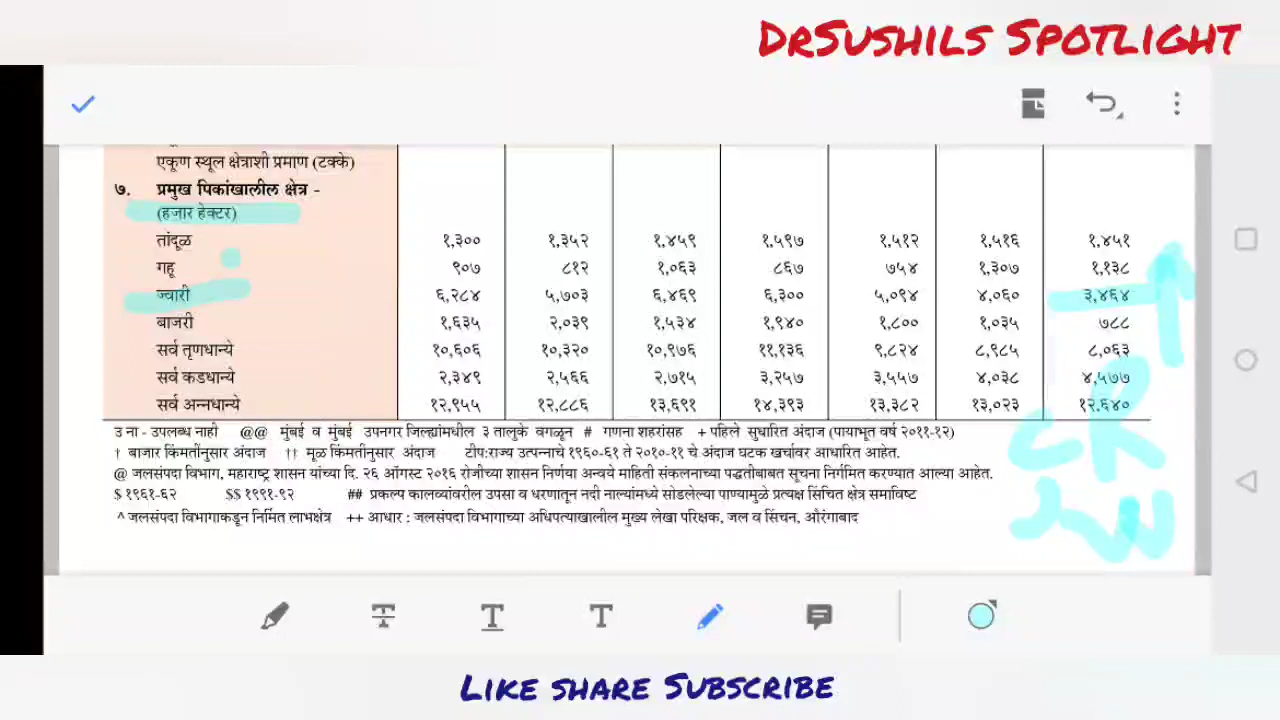 DrSushils Spotlight
एकूण स्थूल क्षेत्राशी प्रमाण (टक्के)
७. प्रमुख पिकांखालील क्षेत्र -
(हजार हेक्टर)
तांदूळ १,३०० १,३५२ १,४५९ १,५९७ १,५१२ १,५१६ १,४५१
गहू ९०७ ८१२ १,०६३ ८६७ ७५४ १,३०७ १,१३८
ज्वारी ६,२८४ ५,७०३ ६,४६९ ६,३०० ५,०९४ ४,०६० ३,४६४
बाजरी १,६३५ २,०३९ १,५३४ १,९४० १,८०० १,०३५ ७८८
सर्व तृणधान्ये १०,६०६ १०,३२० १०,९७६ ११,१३६ ९,८२४ ८,९८५ ८,०६३
सर्व कडधान्ये २,३४९ २,५६६ २,७१५ ३,२५७ ३,५५७ ४,०३८ ४,५७७
सर्व अन्नधान्ये १२,९५५ १२,८८६ १३,६९१ १४,३९३ १३,३८२ १३,०२३ १२,६४०
उ ना - उपलब्ध नाही @@ मुंबई व मुंबई उपनगर जिल्ह्यांमधील ३ तालुके वगळून # गणना शहरांसह + पहिले सुधारित अंदाज (पायाभूत वर्ष २०११-१२)
† बाजार किंमतीनुसार अंदाज †† मूळ किंमतीनुसार अंदाज टीप:राज्य उत्पन्नाचे १९६०-६१ ते २०१०-११ चे अंदाज घटक खर्चावर आधारित आहेत.
@ जलसंपदा विभाग, महाराष्ट्र शासन यांच्या दि. २६ ऑगस्ट २०१६ रोजीच्या शासन निर्णया अन्वये माहिती संकलनाच्या पद्धतीबाबत सूचना निर्गमित करण्यात आल्या आहेत.
$ १९६१-६२ $$ १९९१-९२ ## प्रकल्प कालव्यांवरील उपसा व धरणातून नदी नाल्यांमध्ये सोडलेल्या पाण्यामुळे प्रत्यक्ष सिंचित क्षेत्र समाविष्ट
^ जलसंपदा विभागाकडून निर्मित लाभक्षेत्र ++ आधार : जलसंपदा विभागाच्या अधिपत्याखालील मुख्य लेखा परिक्षक, जल व सिंचन, औरंगाबाद
Like share Subscribe